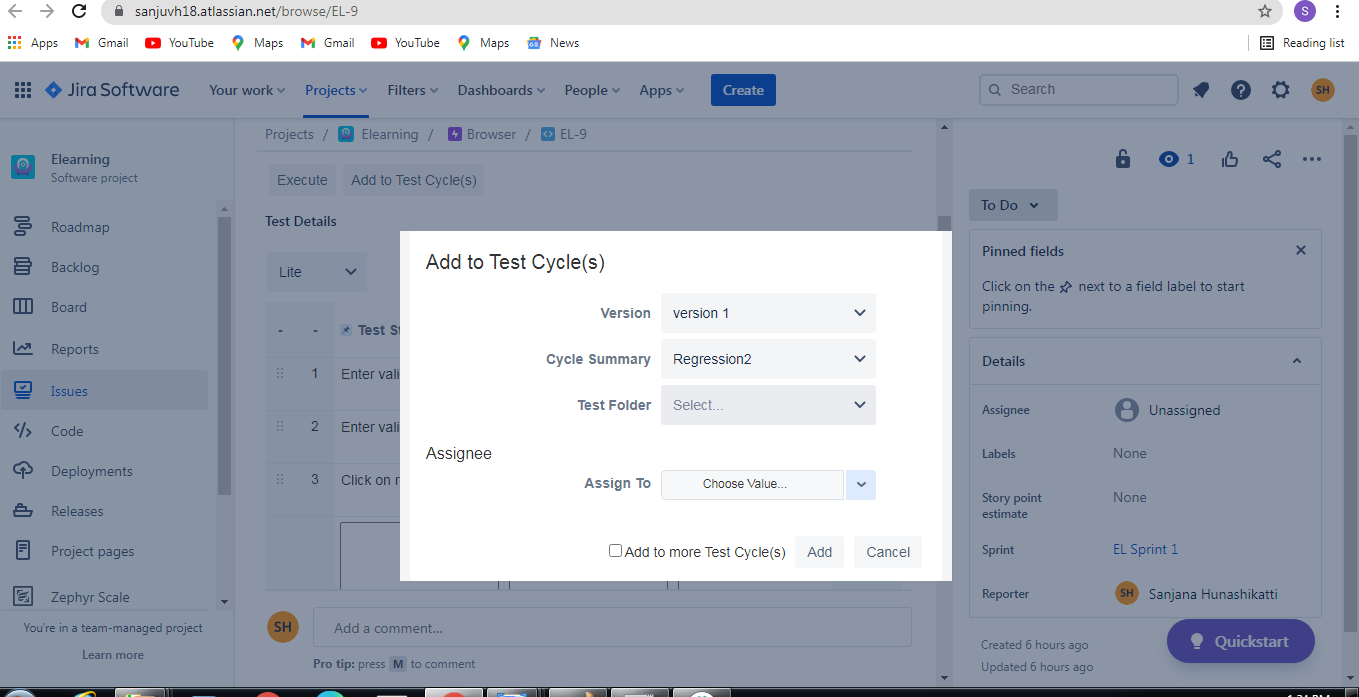 sanjuvh18.atlassian.net/browse/EL-9
S
Apps Gmail YouTube Maps Gmail YouTube Maps News Reading list
Jira Software Your work Projects Filters Dashboards People Apps Create Search SH
Projects / Elearning / Browser / EL-9
Elearning
Software project
Roadmap
Backlog
Board
Reports
Issues
Code
Deployments
Releases
Project pages
Zephyr Scale
You're in a team-managed project
Learn more
Execute Add to Test Cycle(s)
Test Details
Lite
- - Test St
1 Enter vali
2 Enter vali
3 Click on r
Add to Test Cycle(s)
Version version 1
Cycle Summary Regression2
Test Folder Select...
Assignee
Assign To Choose Value...
Add to more Test Cycle(s) Add Cancel
SH Add a comment...
Pro tip: press M to comment
1
To Do
Pinned fields
Click on the next to a field label to start
pinning.
Details
Assignee Unassigned
Labels None
Story point
estimate
None
Sprint EL Sprint 1
Reporter SH Sanjana Hunashikatti
Created 6 hours ago
Updated 6 hours ago
Quickstart